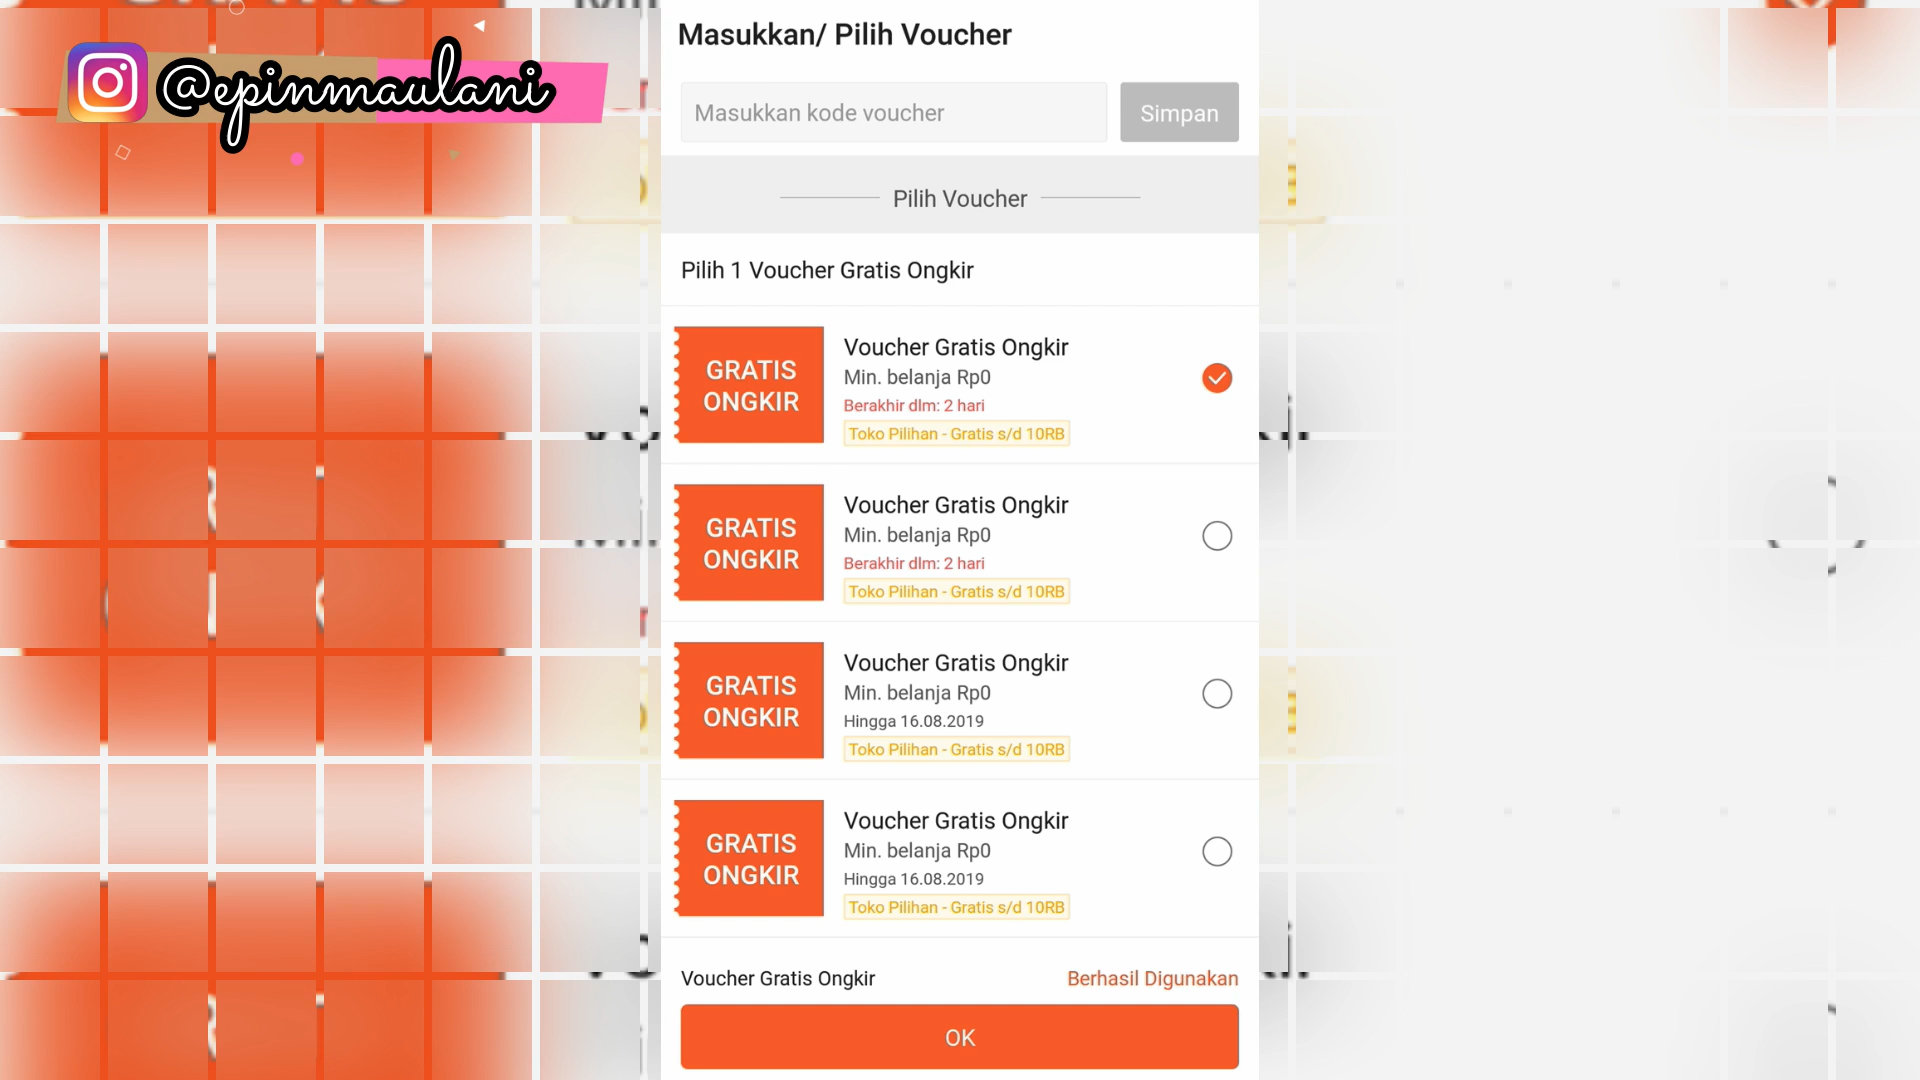 @epinmaulani
Masukkan/ Pilih Voucher
Masukkan kode voucher
Simpan
Pilih Voucher
Pilih 1 Voucher Gratis Ongkir
GRATIS
ONGKIR
Voucher Gratis Ongkir
Min. belanja Rp0
Berakhir dlm: 2 hari
Toko Pilihan - Gratis s/d 10RB
GRATIS
ONGKIR
Voucher Gratis Ongkir
Min. belanja Rp0
Berakhir dlm: 2 hari
Toko Pilihan - Gratis s/d 10RB
GRATIS
ONGKIR
Voucher Gratis Ongkir
Min. belanja Rp0
Hingga 16.08.2019
Toko Pilihan - Gratis s/d 10RB
GRATIS
ONGKIR
Voucher Gratis Ongkir
Min. belanja Rp0
Hingga 16.08.2019
Toko Pilihan - Gratis s/d 10RB
Voucher Gratis Ongkir
Berhasil Digunakan
OK